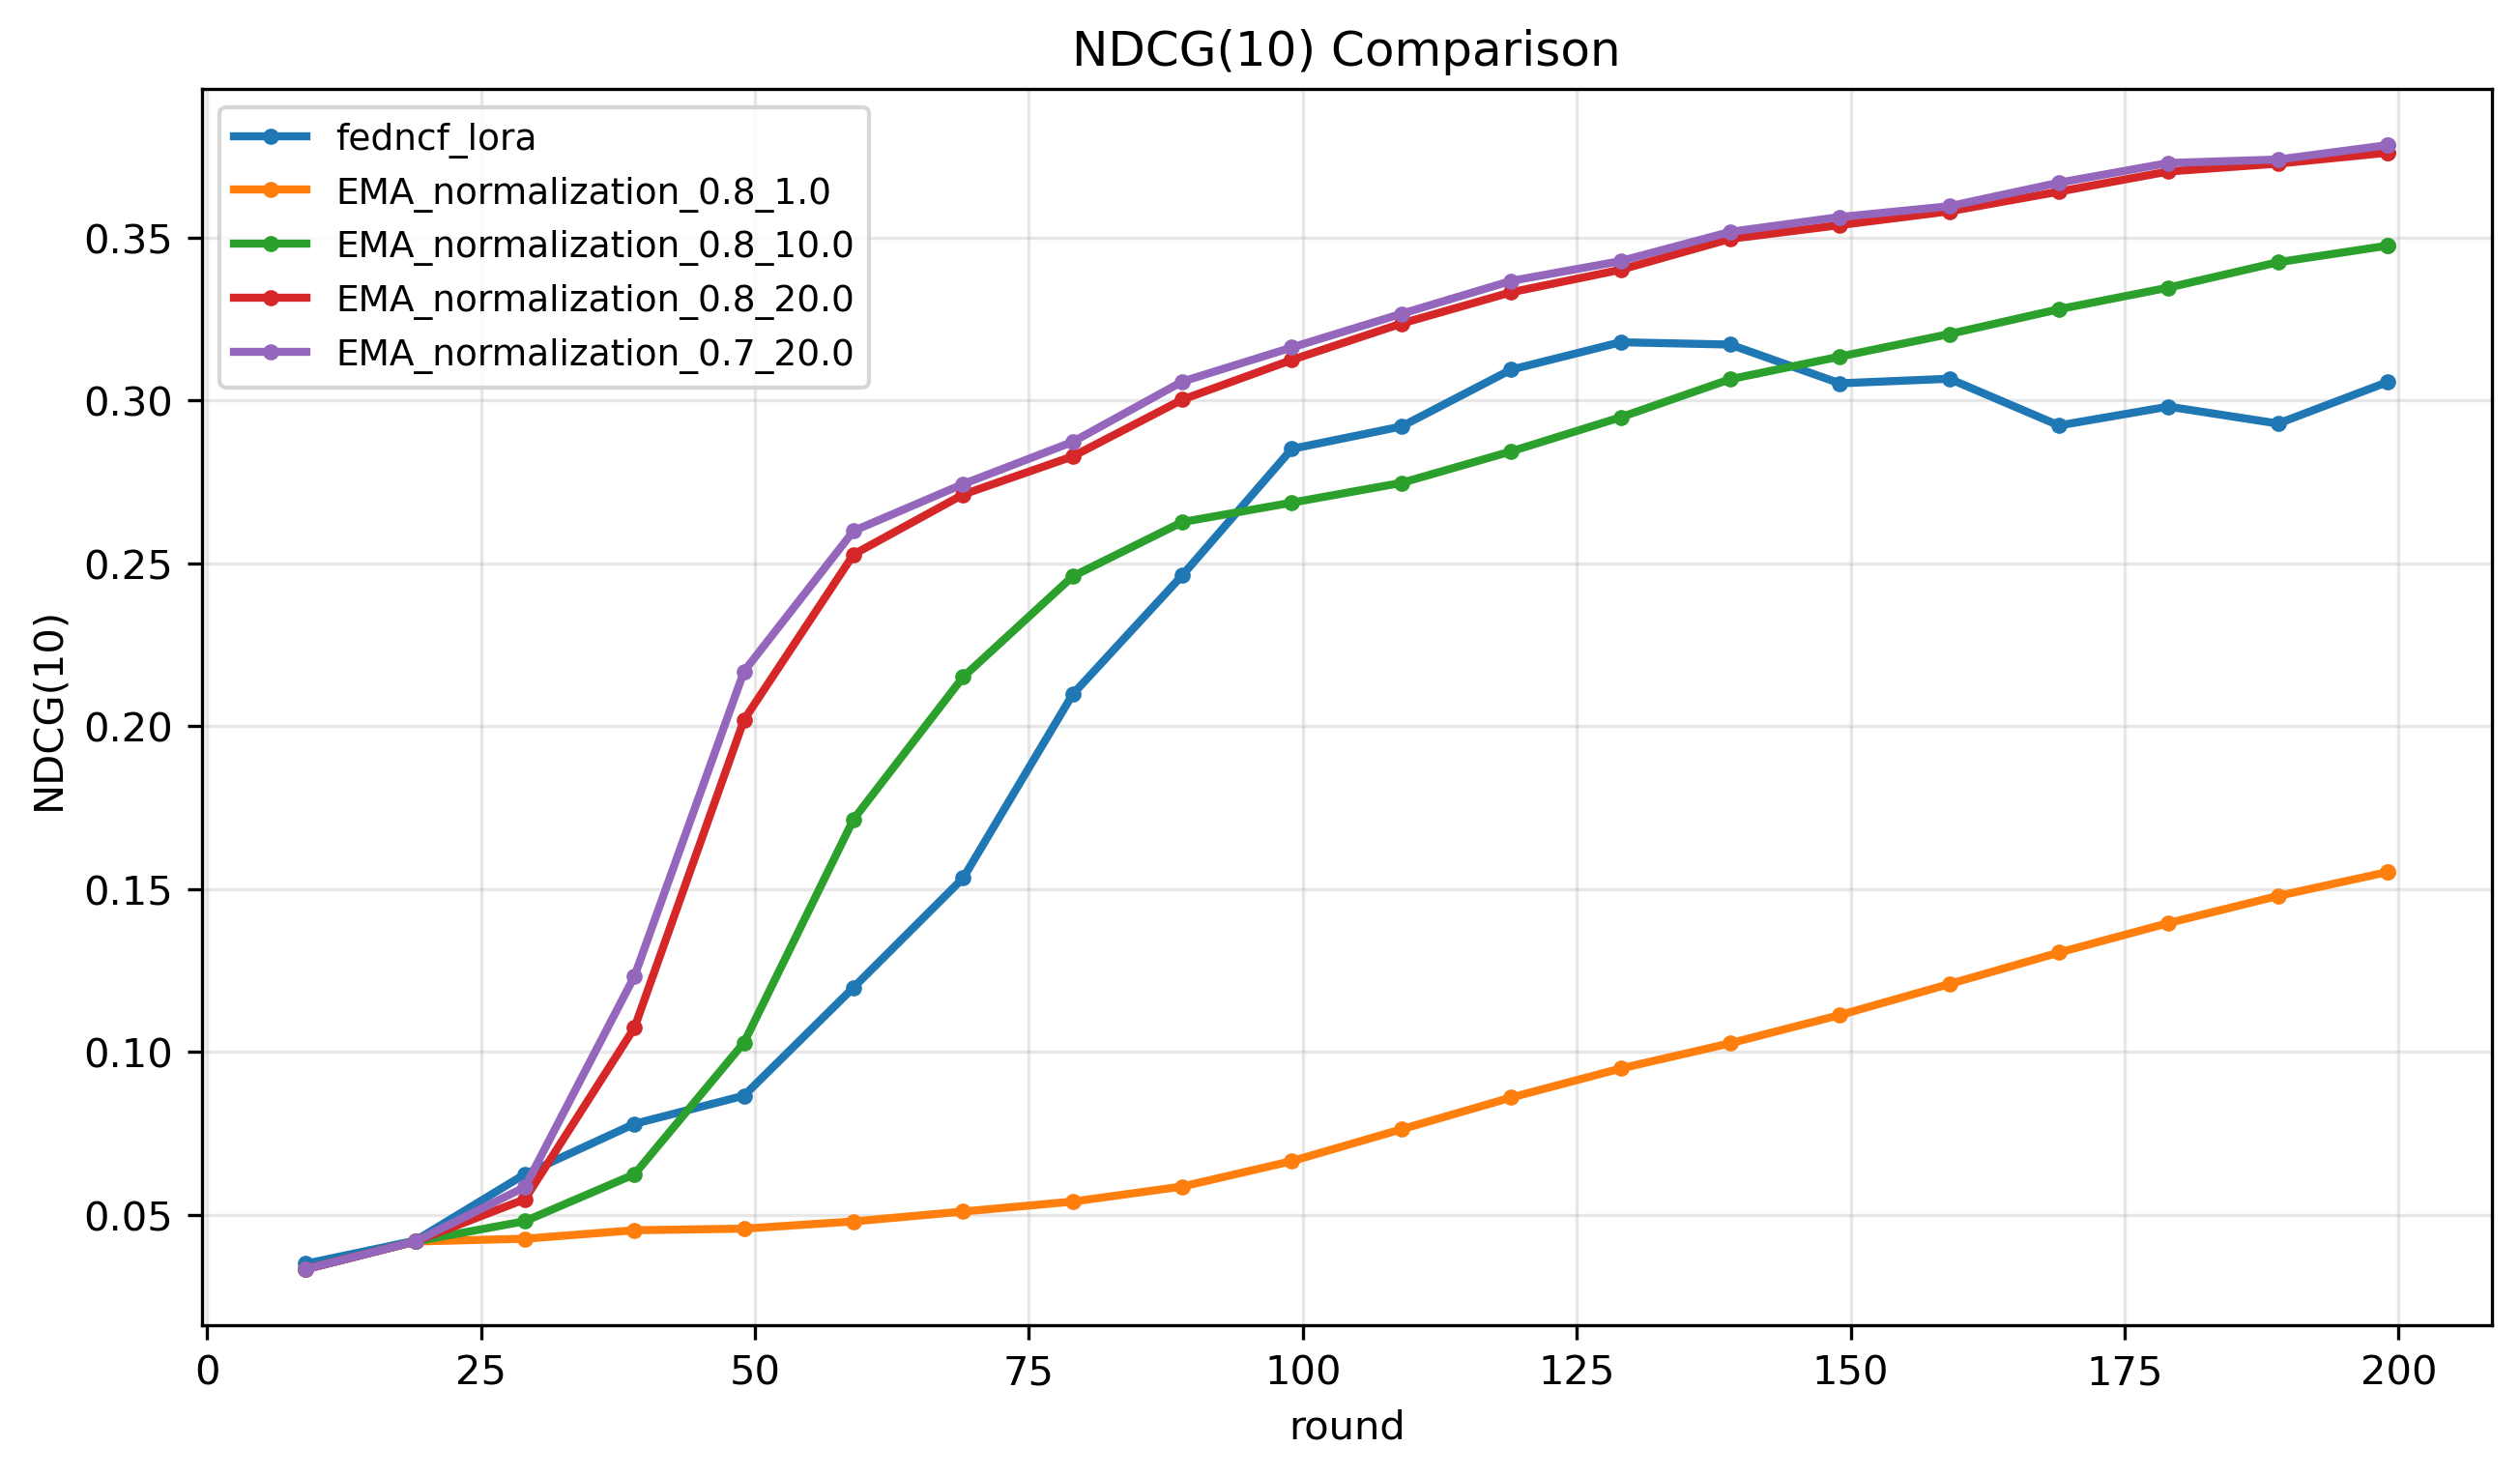 NDCG(10) Comparison
fedncf_lora
EMA_normalization_0.8_1.0
EMA_normalization_0.8_10.0
EMA_normalization_0.8_20.0
EMA_normalization_0.7_20.0
NDCG(10)
0.35
0.30
0.25
0.20
0.15
0.10
0.05
0 25 50 75 100 125 150 175 200
round